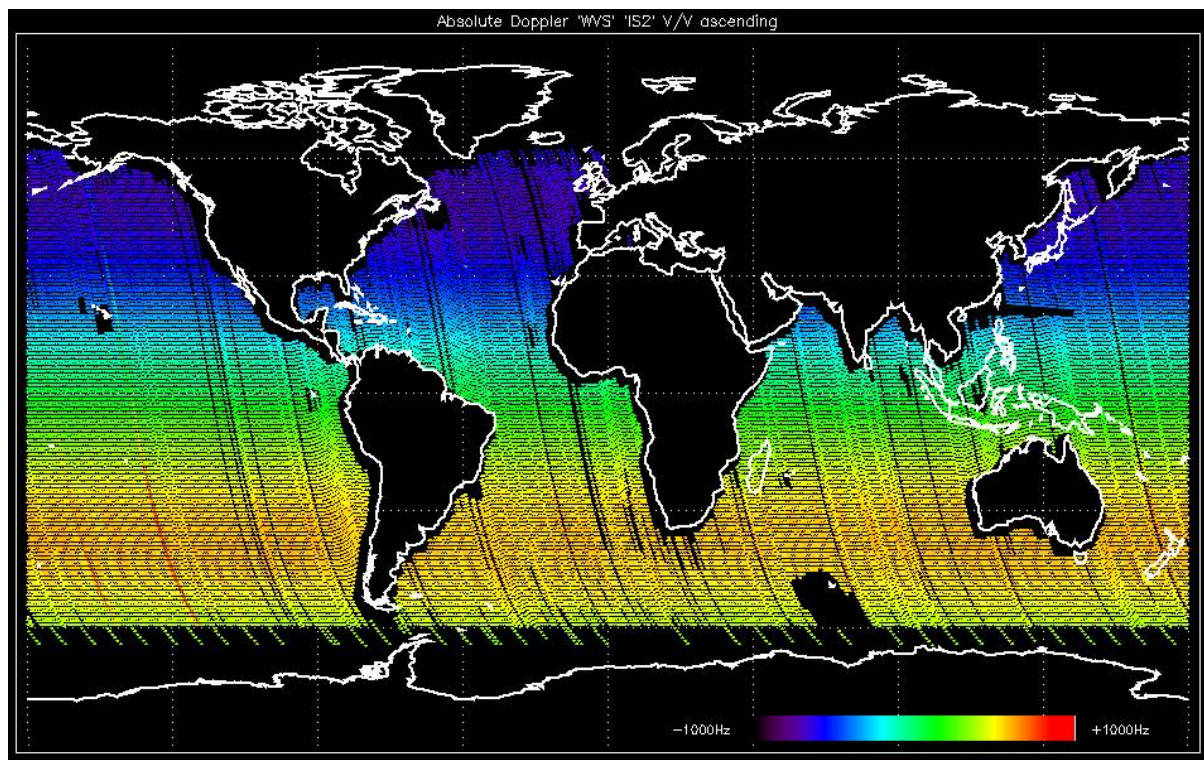 Absolute Doppler 'WVS' 'IS2' V/V ascending
-1000Hz
+1000Hz